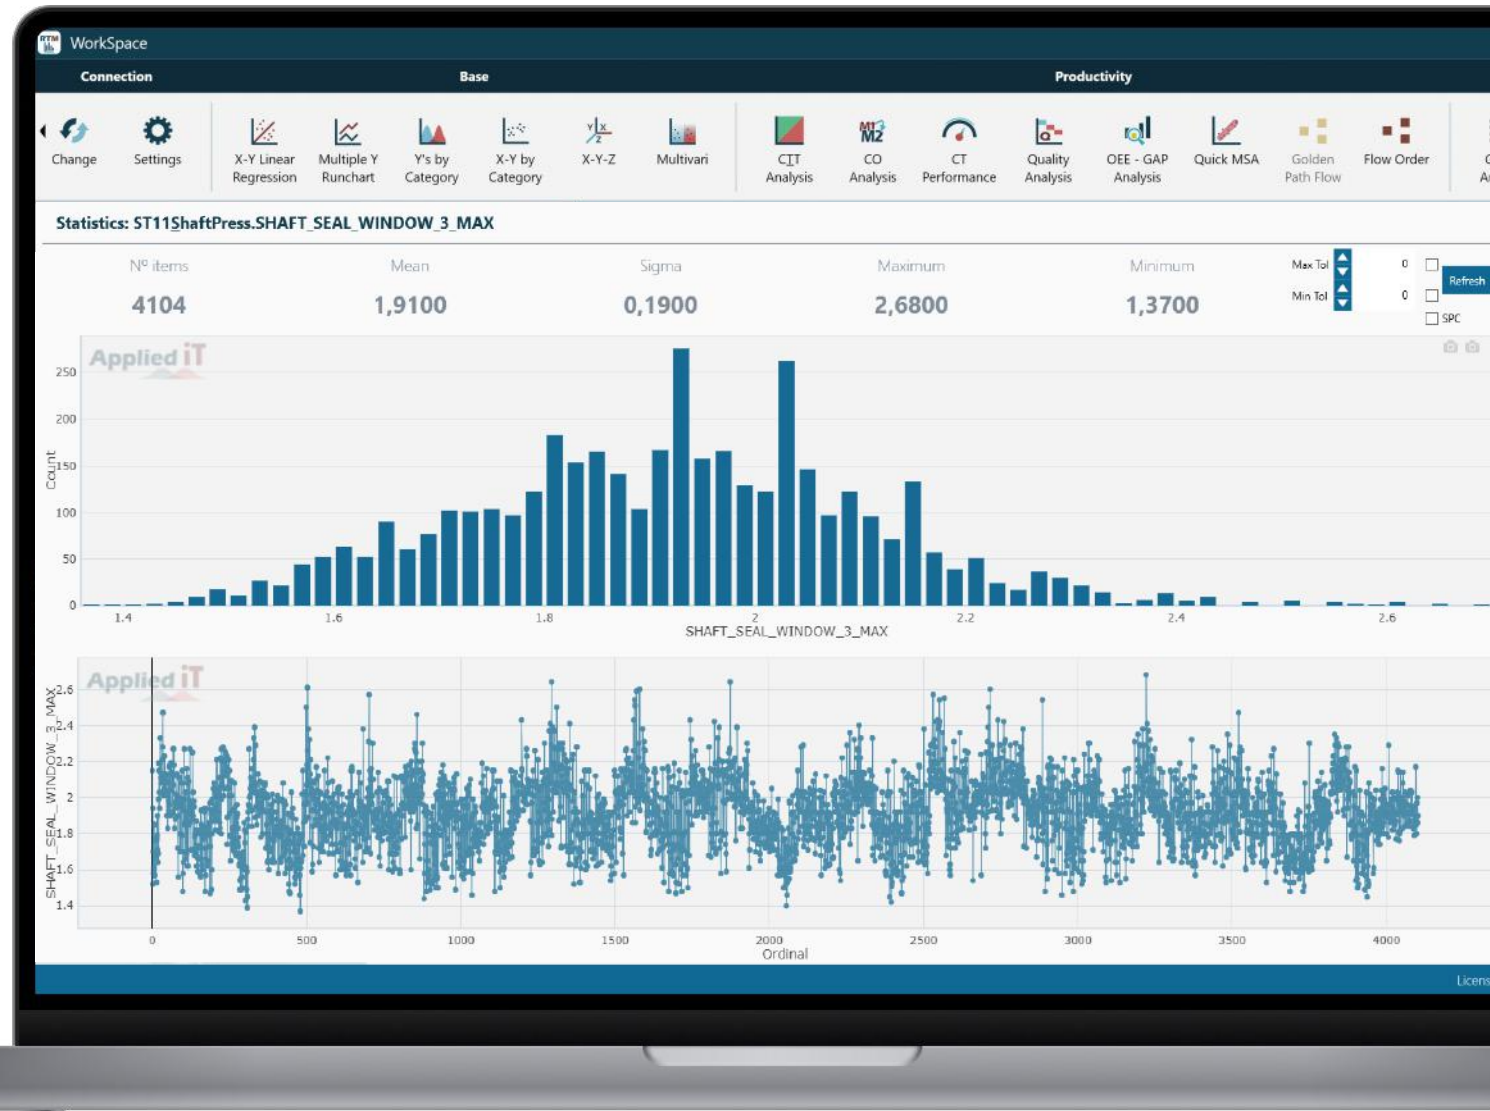 RTM
WorkSpace
Connection
Base
Productivity
Change
Settings
X-Y Linear
Regression
Multiple Y
Runchart
Y's by
Category
X-Y by
Category
Y X
Z
X-Y-Z
Multivari
CTT
Analysis
M1
M2
CO
Analysis
CT
Performance
Q
Quality
Analysis
OEE - GAP
Analysis
Quick MSA
Golden
Path Flow
Flow Order
Statistics: ST11ShaftPress.SHAFT_SEAL_WINDOW_3_MAX
Nº items
Mean
Sigma
Maximum
Minimum
4104
1,9100
0,1900
2,6800
1,3700
Max Tol
0
Min Tol
0
Refresh
SPC
Applied iT
Count
250
200
150
100
50
0
1.4
1.6
1.8
2
2.2
2.4
2.6
SHAFT_SEAL_WINDOW_3_MAX
Applied iT
SHAFT_SEAL_WINDOW_3_MAX
2.6
2.4
2.2
2
1.8
1.6
1.4
0
500
1000
1500
2000
2500
3000
3500
4000
Ordinal
Licens